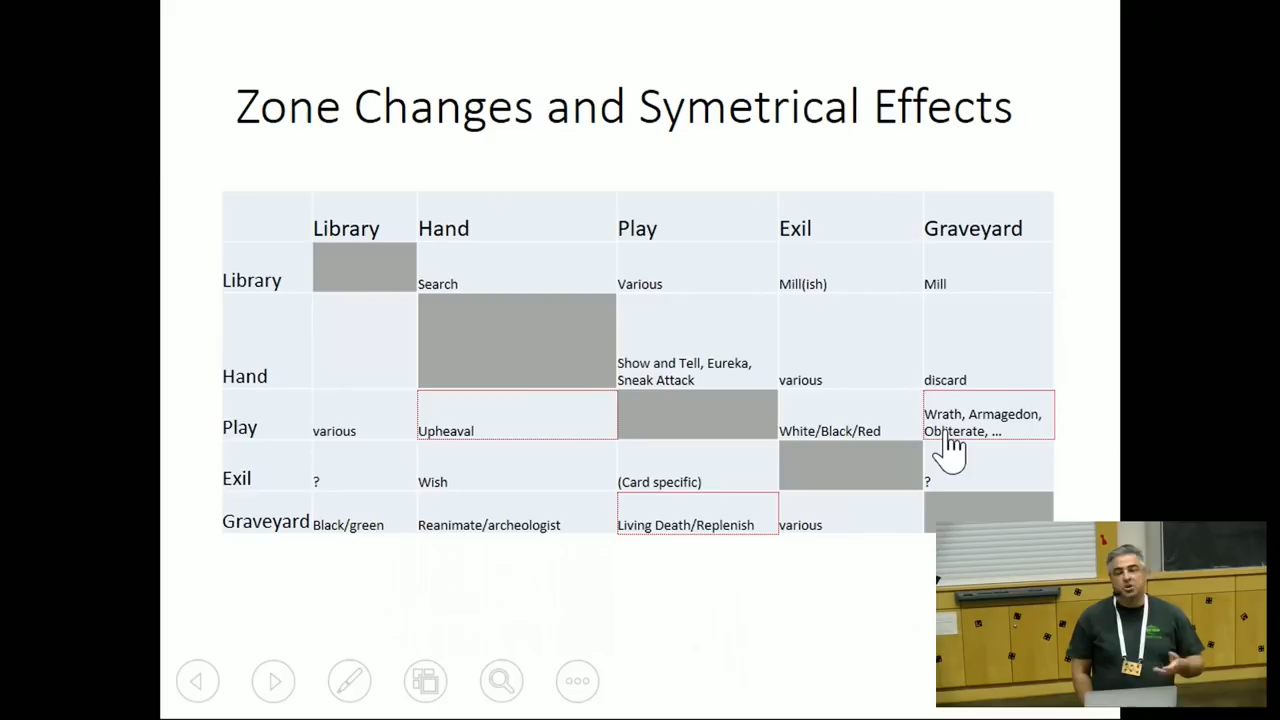 Zone Changes and Symetrical Effects
Library Hand Play Exil Graveyard
Library Search Various Mill(ish) Mill
Hand Show and Tell, Eureka,
Sneak Attack various discard
Play various Upheaval White/Black/Red Wrath, Armagedon,
Obliterate, ...
Exil ? Wish (Card specific) ?
Graveyard Black/green Reanimate/archeologist Living Death/Replenish various